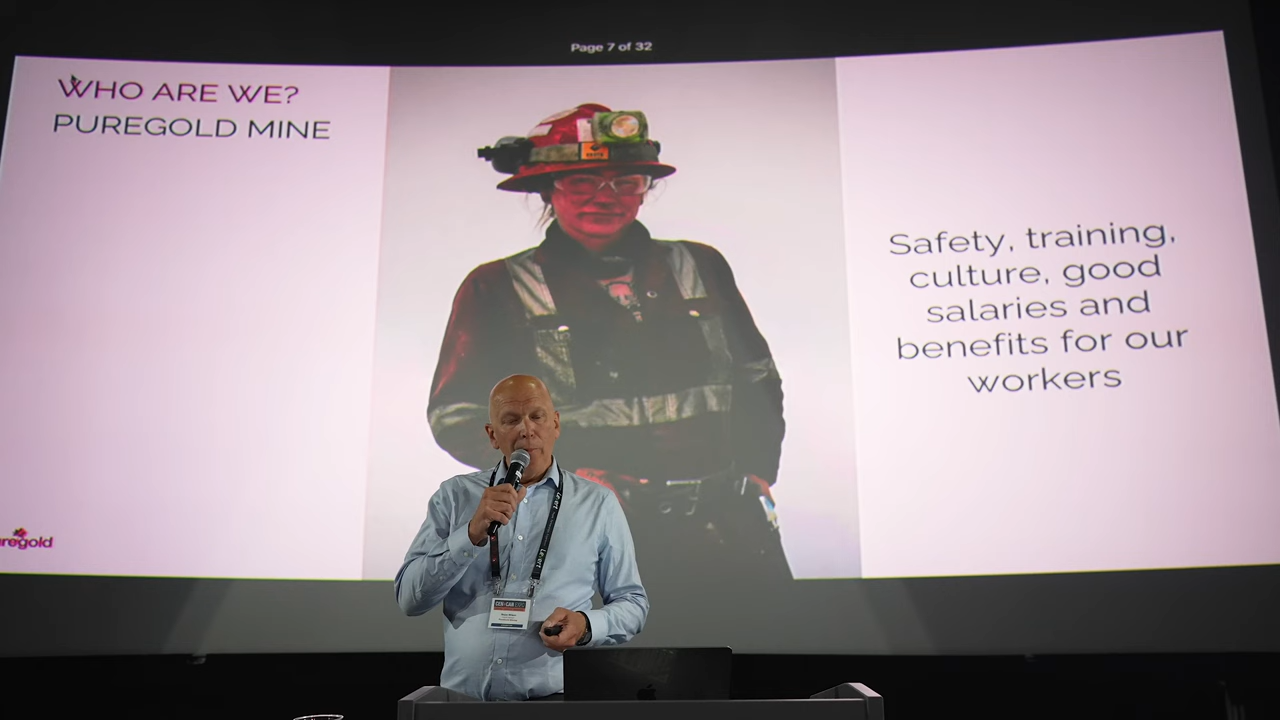 Page 7 of 32
WHO ARE WE?
PUREGOLD MINE
Safety, training,
culture, good
salaries and
benefits for our
workers
regold